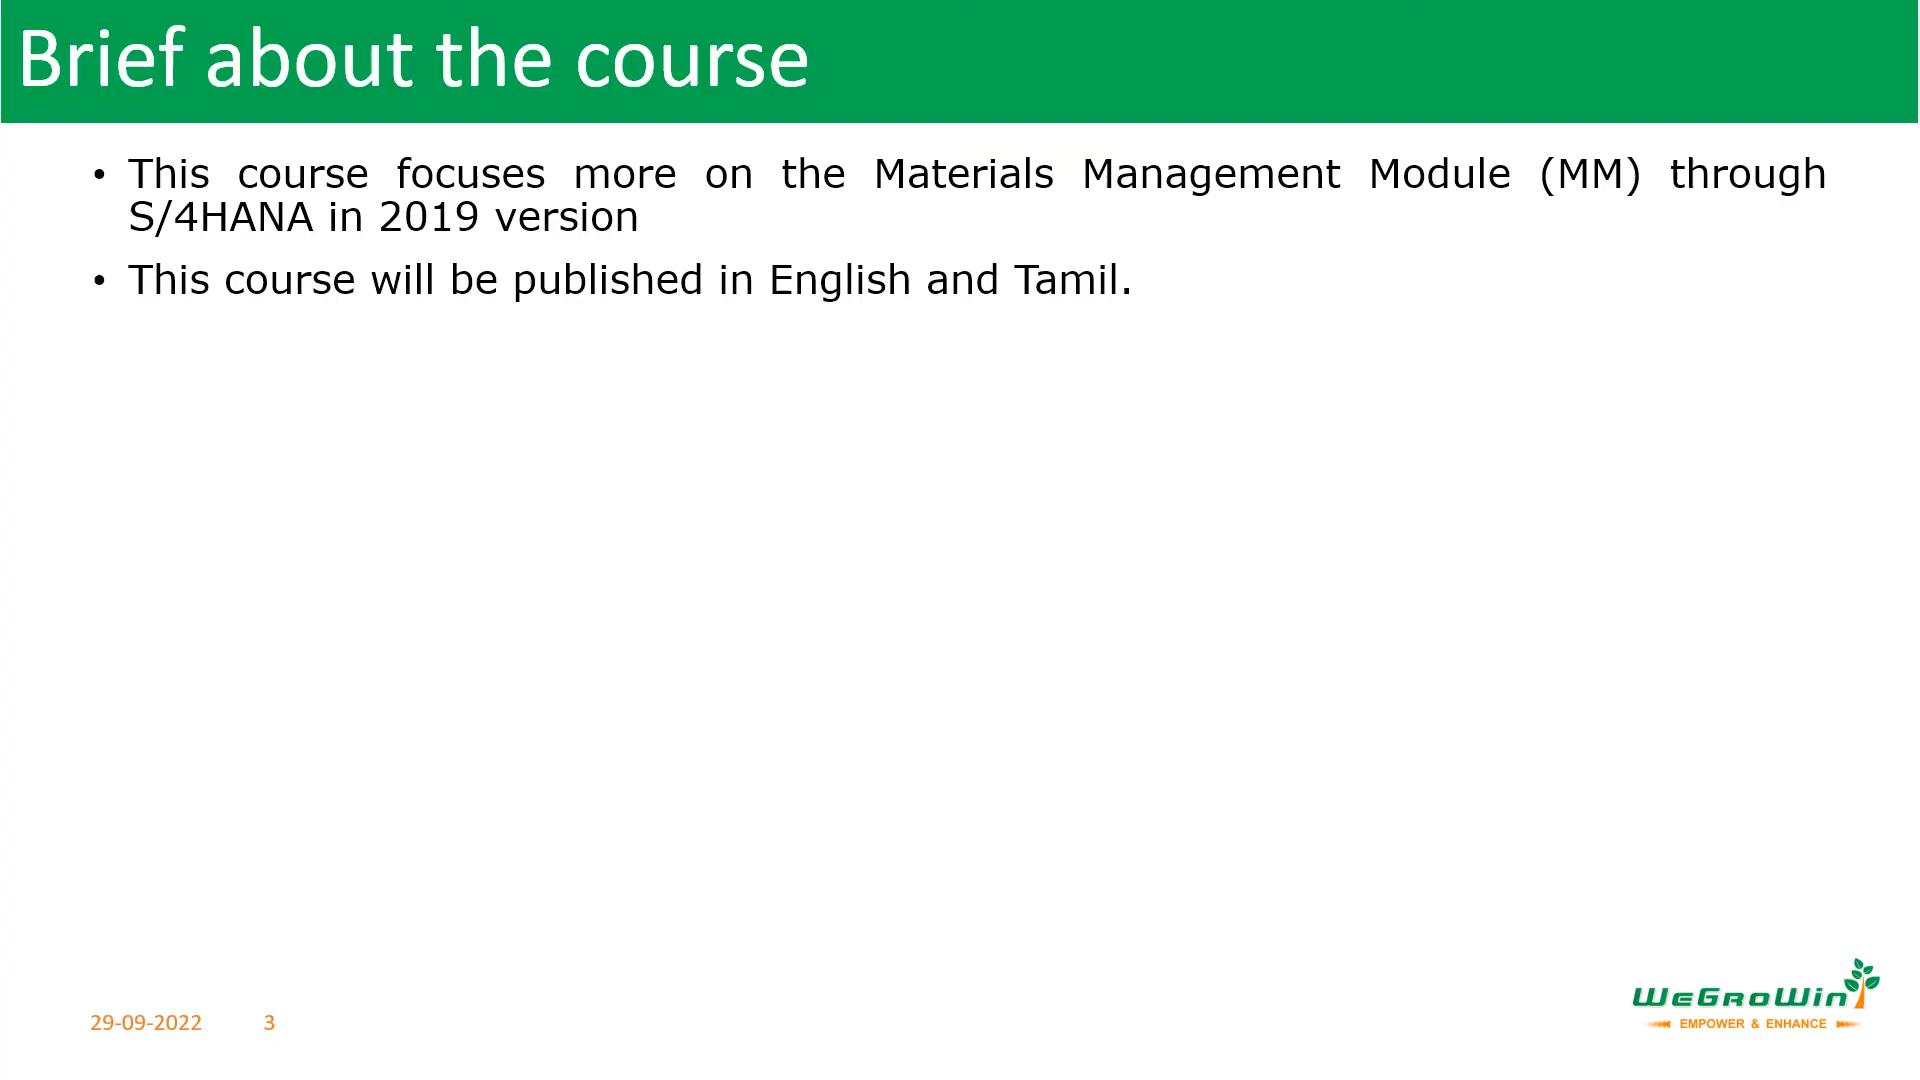 Brief about the course
• This course focuses more on the Materials Management Module (MM) through
S/4HANA in 2019 version
• This course will be published in English and Tamil.
WeGroWin
EMPOWER & ENHANCE
29-09-2022 3